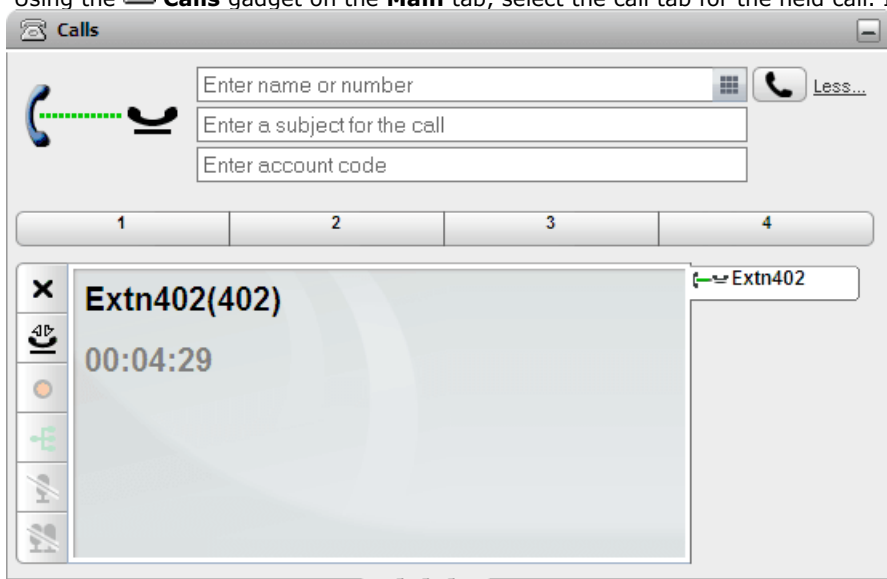 Using the Calls gadget on the Main tab, select the call tab for the held call.
Calls
Enter name or number
Less...
Enter a subject for the call
Enter account code
1 2 3 4
Extn402(402)
Extn402
00:04:29